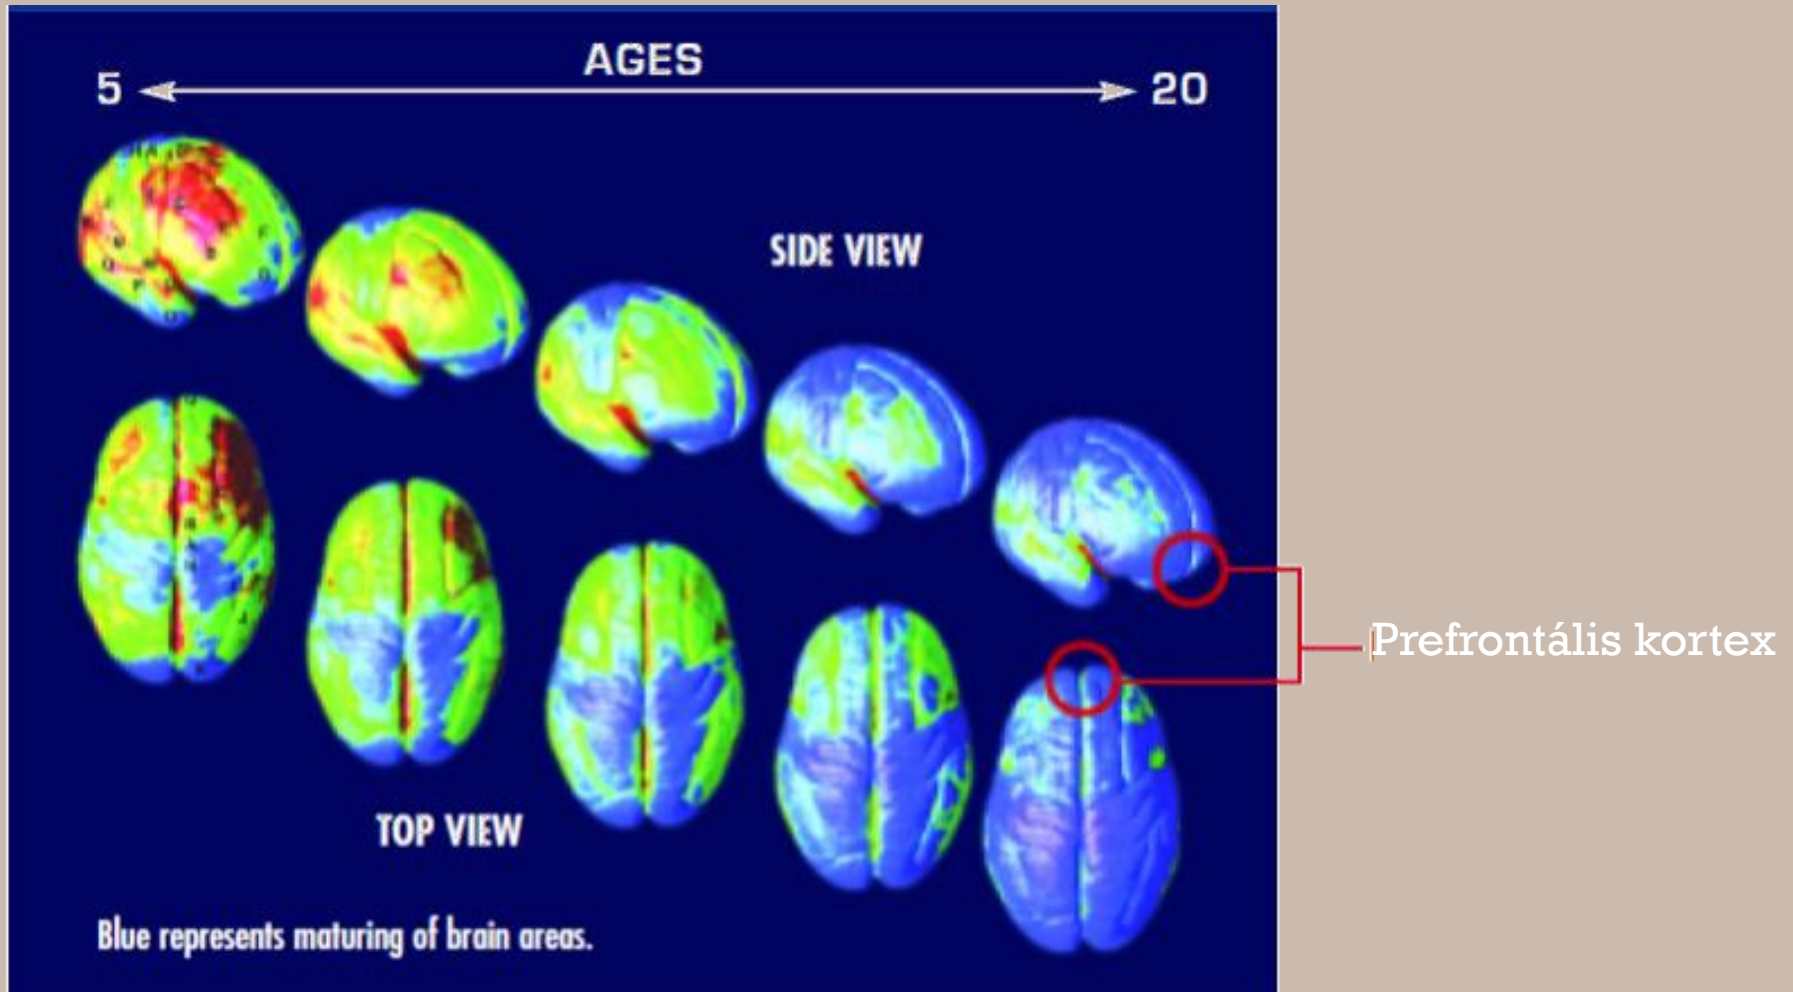 AGES
5
20
SIDE VIEW
Prefrontális kortex
TOP VIEW
Blue represents maturing of brain areas.